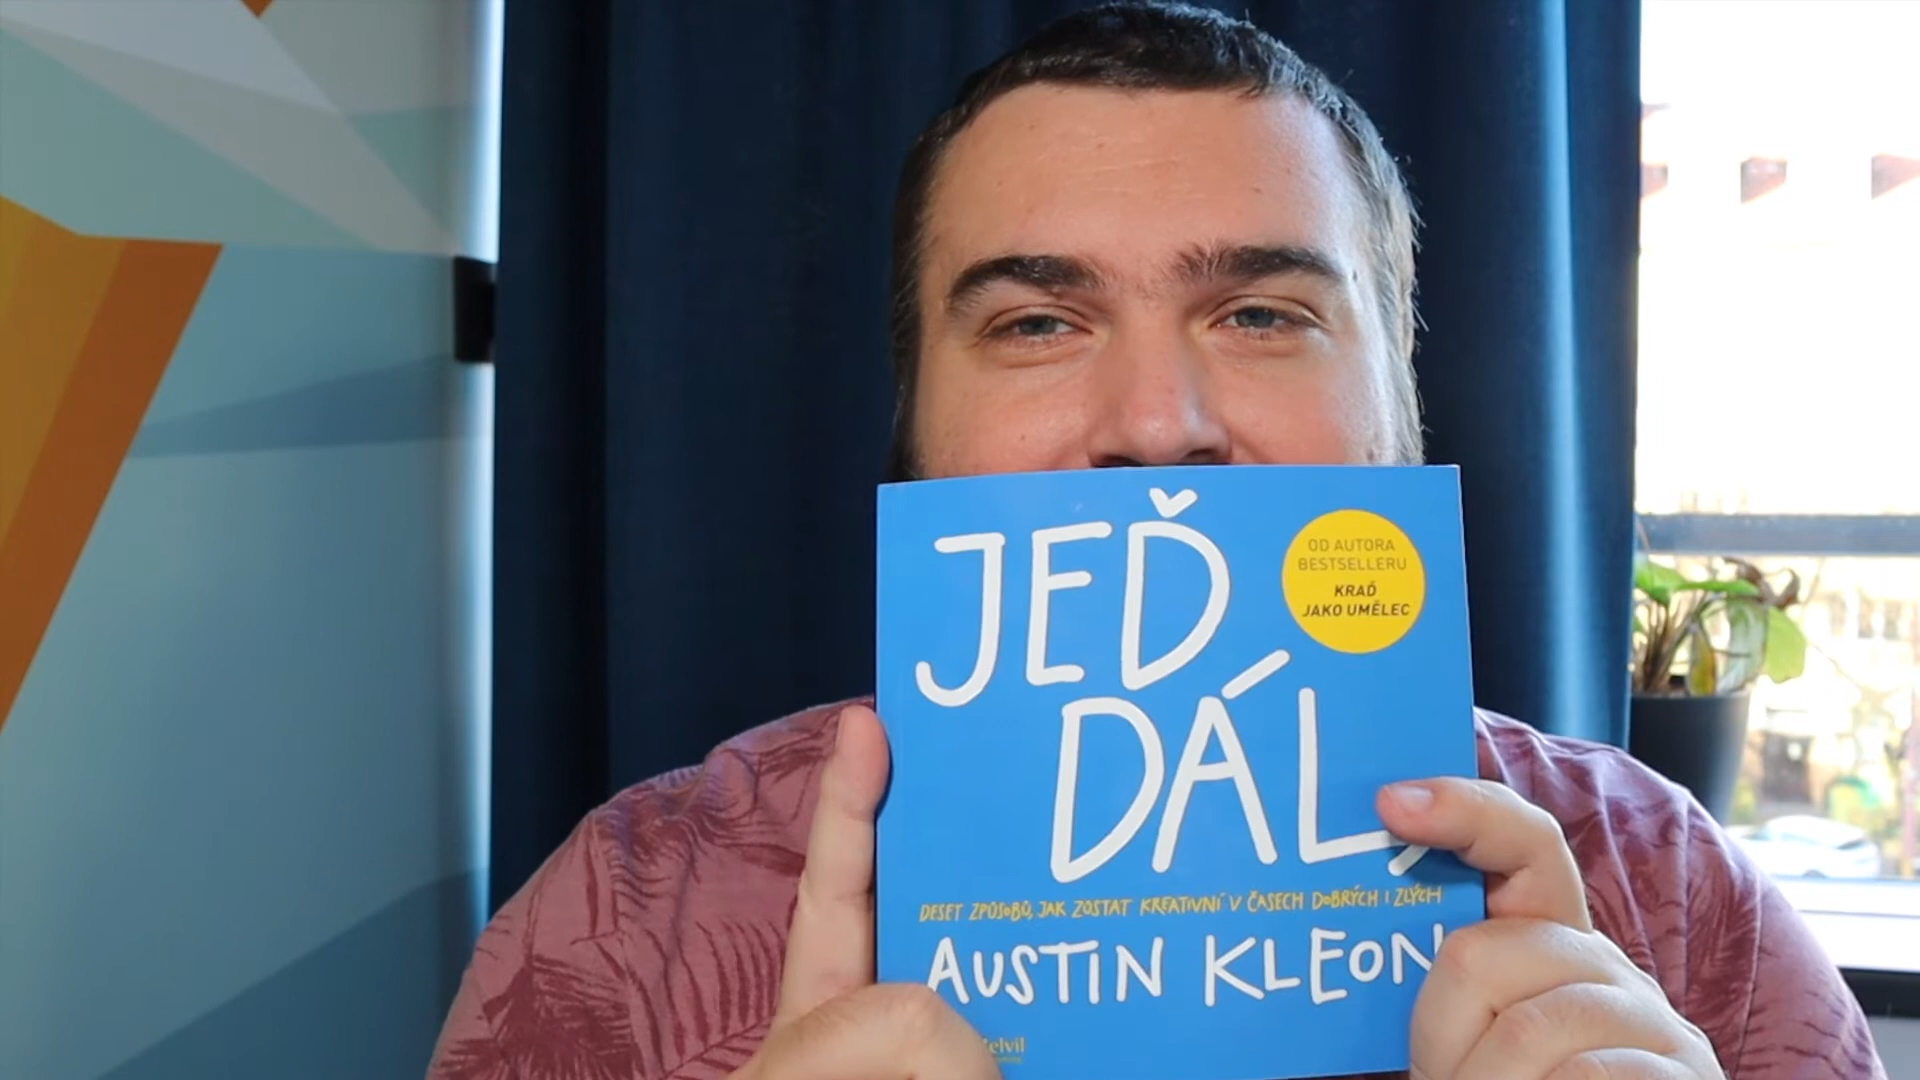 JEĎ
OD AUTORA
BESTSELLERU
KRAĎ
JAKO UMĚLEC
DÁL,
DESET ZPŮSOBŮ, JAK ZŮSTAT KREATIVNÍ V ČASECH DOBRÝCH I ZLÝCH
AUSTIN KLEON